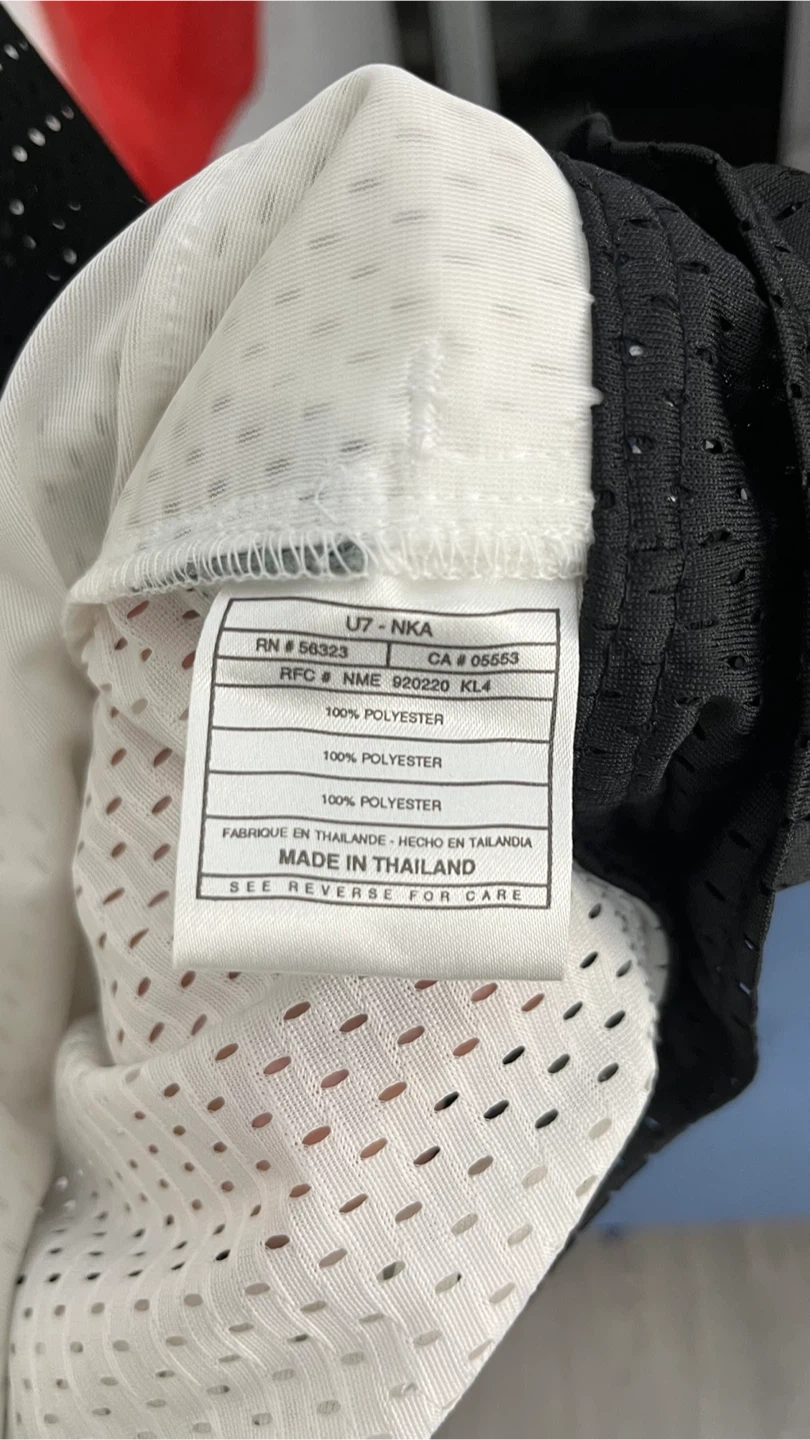 U7 - NKA
RN # 56323 CA # 05553
RFC # NME 920220 KL4
100% POLYESTER
100% POLYESTER
100% POLYESTER
FABRIQUE EN THAILANDE - HECHO EN TAILANDIA
MADE IN THAILAND
SEE REVERSE FOR CARE